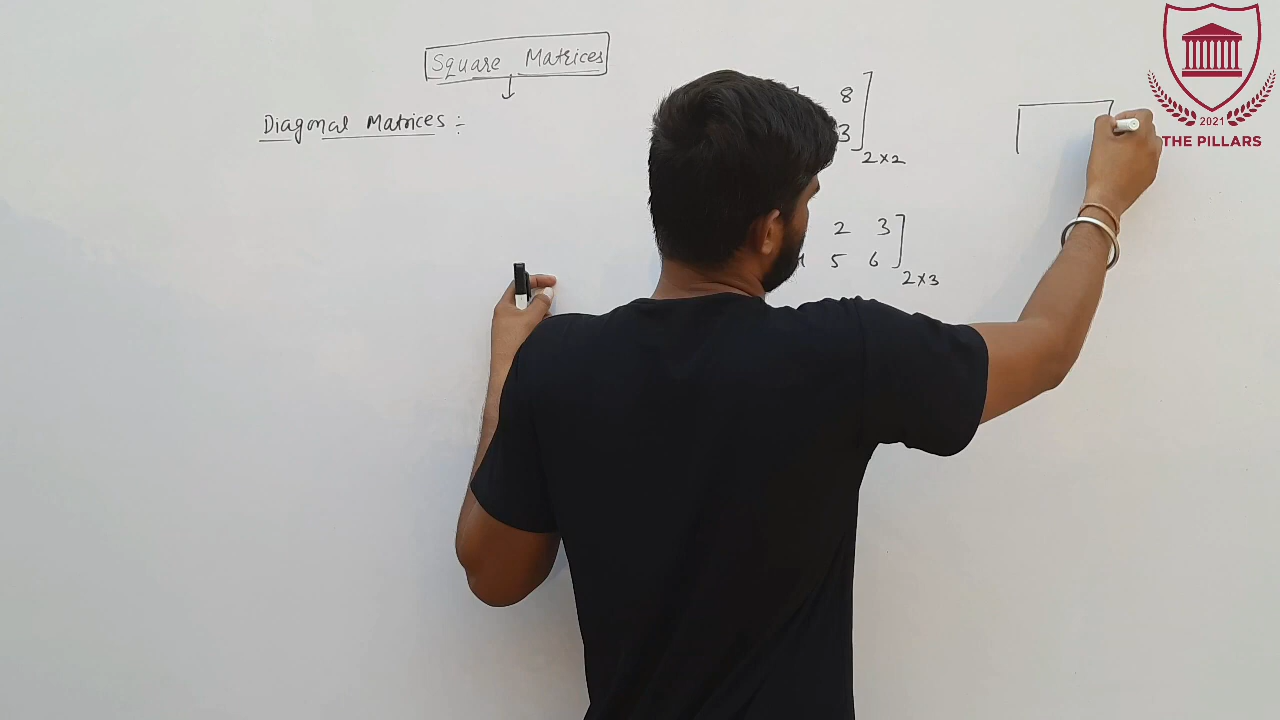 Square Matrices
Diagonal Matrices :-
8
3
2×2
2 3
5 6
2×3
2021
THE PILLARS